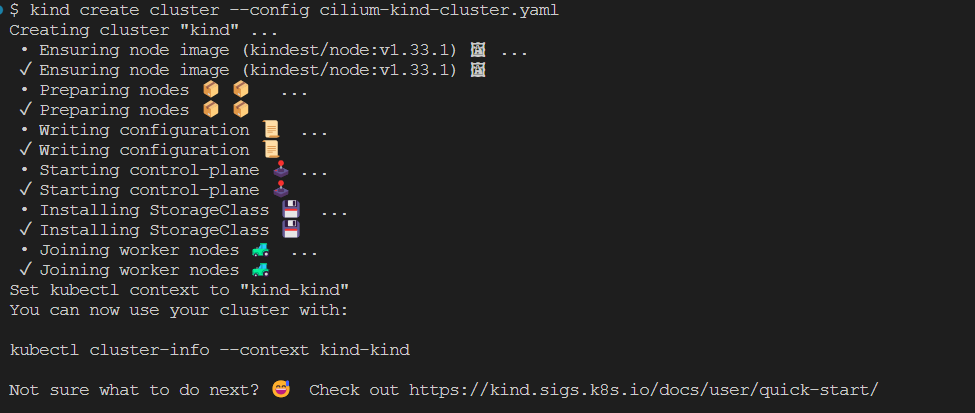 $ kind create cluster --config cilium-kind-cluster.yaml
Creating cluster "kind" ...
 • Ensuring node image (kindest/node:v1.33.1) 🖼 ...
 ✓ Ensuring node image (kindest/node:v1.33.1) 🖼
 • Preparing nodes 📦 📦  ...
 ✓ Preparing nodes 📦 📦
 • Writing configuration 📜 ...
 ✓ Writing configuration 📜
 • Starting control-plane 🕹️ ...
 ✓ Starting control-plane 🕹️
 • Installing StorageClass 💾 ...
 ✓ Installing StorageClass 💾
 • Joining worker nodes 🚜 ...
 ✓ Joining worker nodes 🚜
Set kubectl context to "kind-kind"
You can now use your cluster with:

kubectl cluster-info --context kind-kind

Not sure what to do next? 😅 Check out https://kind.sigs.k8s.io/docs/user/quick-start/